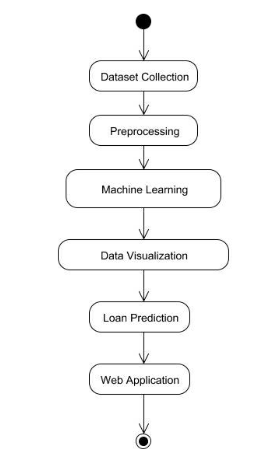 Dataset Collection
Preprocessing
Machine Learning
Data Visualization
Loan Prediction
Web Application